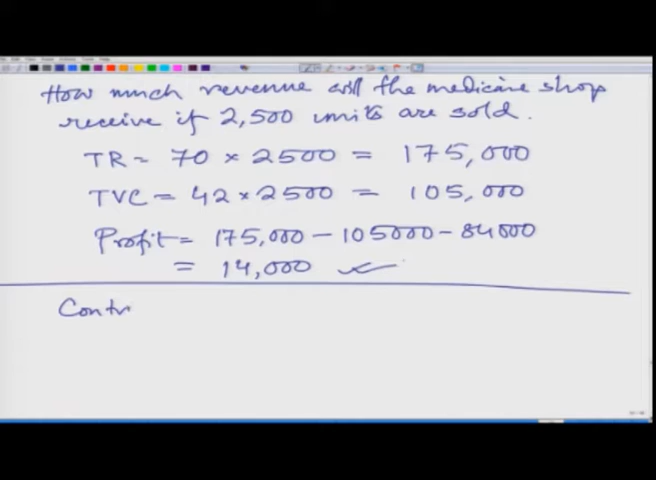 How much revenue will the medicine shop
receive if 2,500 units are sold.
TR = 70 × 2500 = 175,000
TVC = 42 × 2500 = 105,000
Profit = 175,000 - 105000 - 84000
= 14,000
Contr